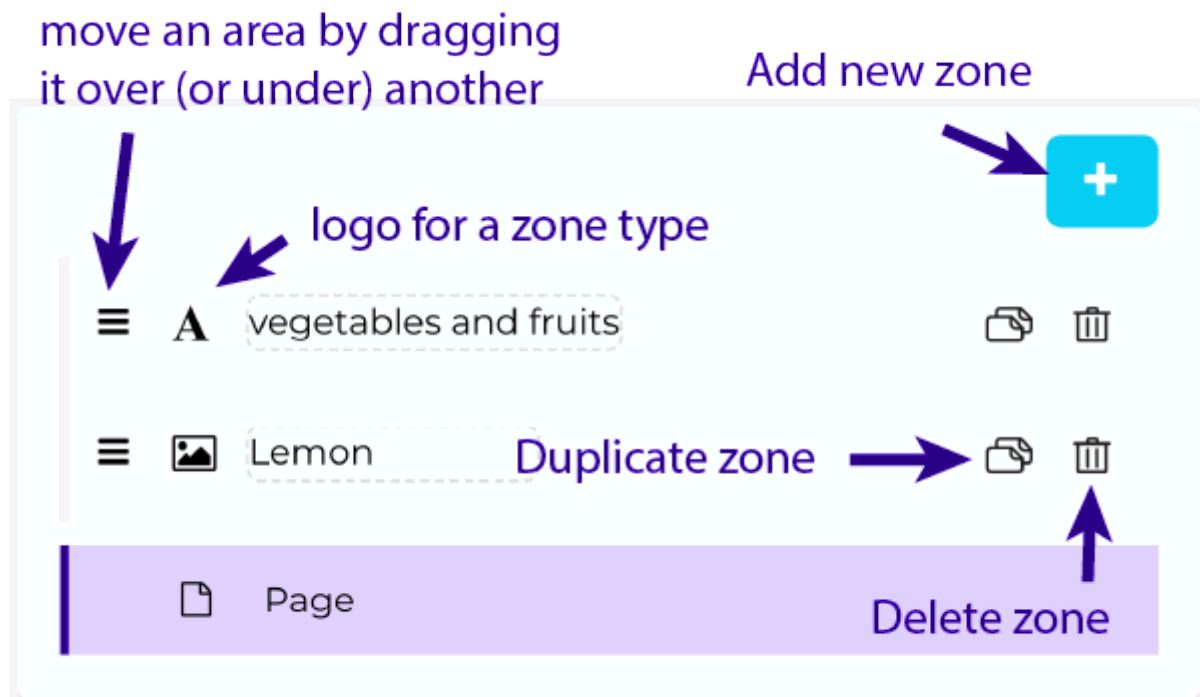 move an area by dragging
it over (or under) another
Add new zone
logo for a zone type
A vegetables and fruits
Lemon
Duplicate zone
Page
Delete zone